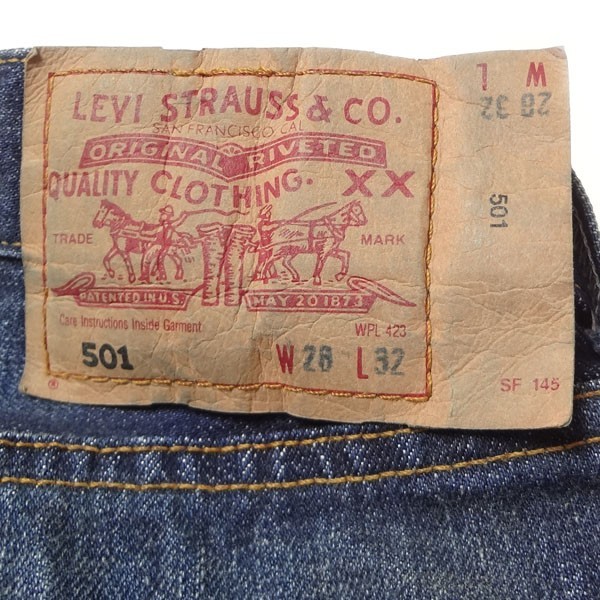 LEVI STRAUSS & CO.
SAN FRANCISCO CAL
ORIGINAL RIVETED
QUALITY CLOTHING. XX
TRADE MARK
PATENTED IN U.S.
MAY 20 1873
Care Instructions Inside Garment WPL 423
501 W 28 L 32
®
SF 145
W L
28 32
501